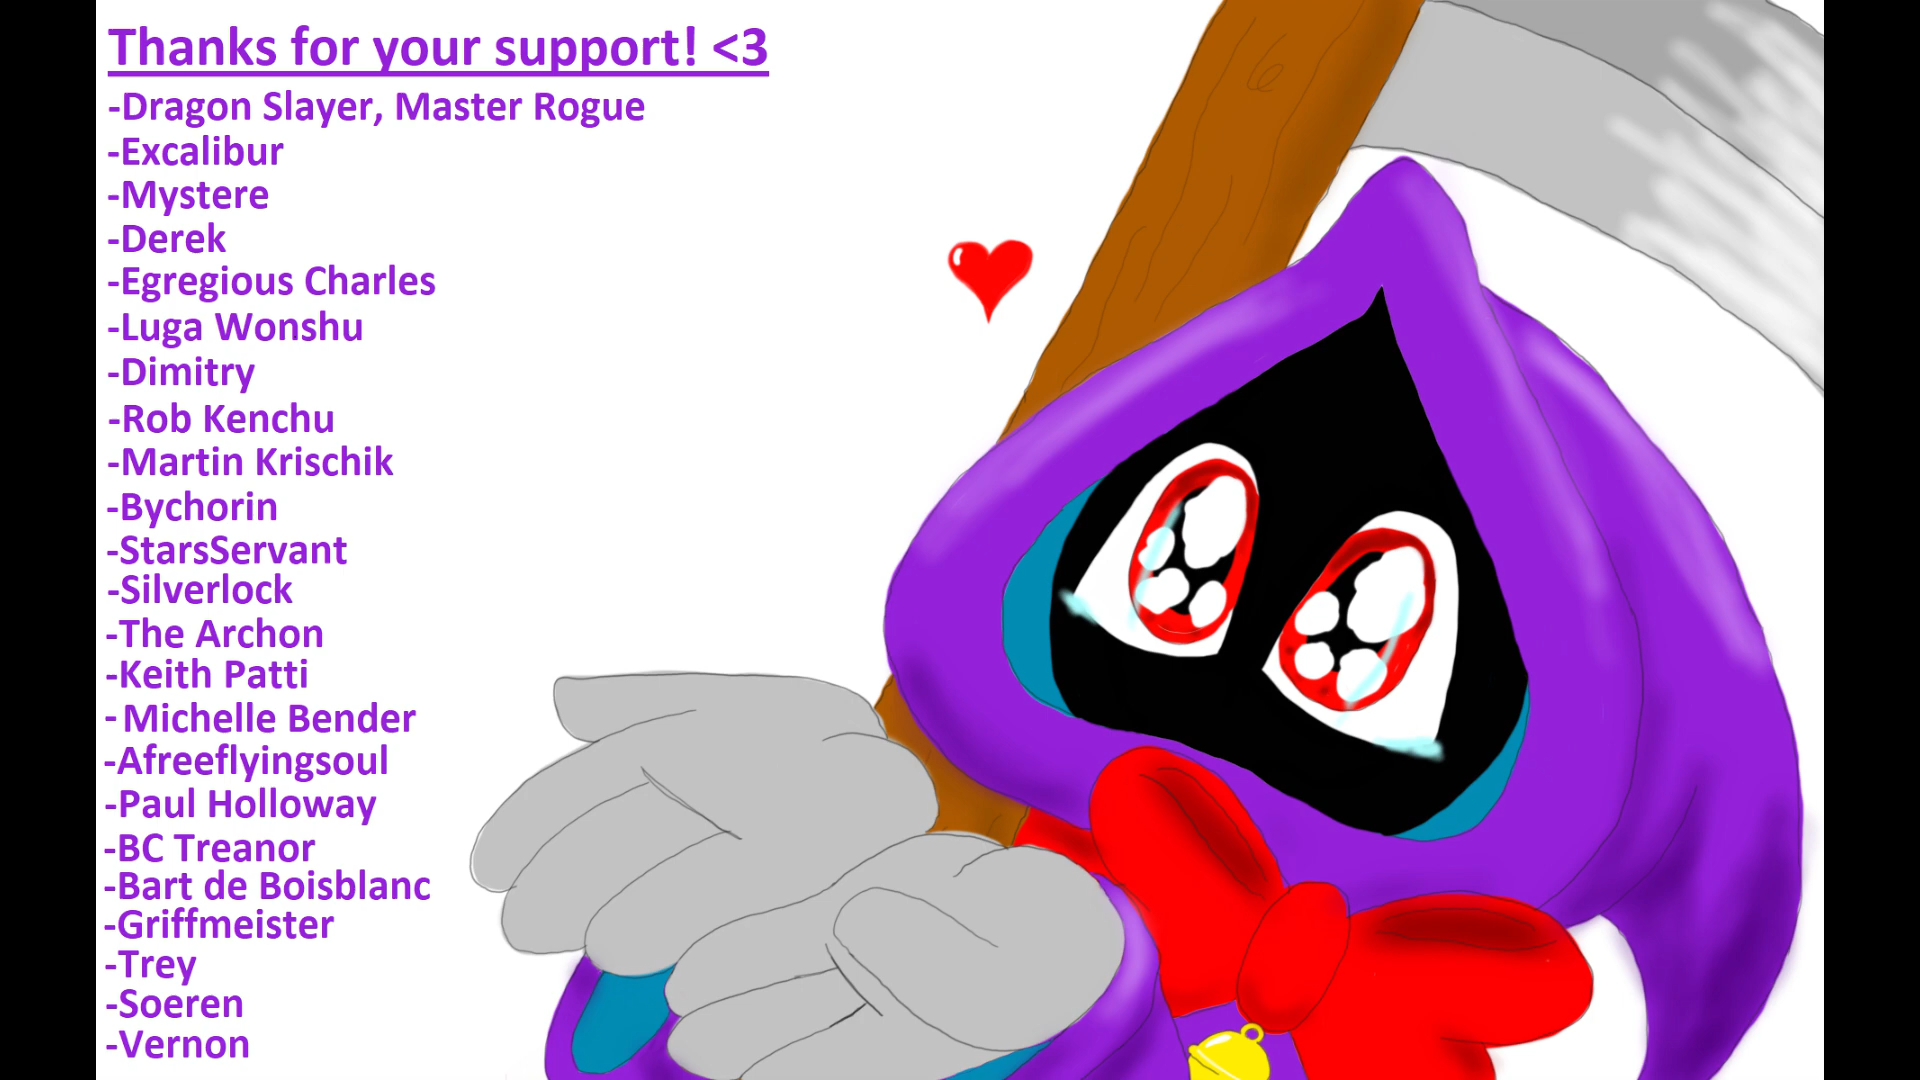 Thanks for your support! <3
-Dragon Slayer, Master Rogue
-Excalibur
-Mystere
-Derek
-Egregious Charles
-Luga Wonshu
-Dimitry
-Rob Kenchu
-Martin Krischik
-Bychorin
-StarsServant
-Silverlock
-The Archon
-Keith Patti
-Michelle Bender
-Afreeflyingsoul
-Paul Holloway
-BC Treanor
-Bart de Boisblanc
-Griffmeister
-Trey
-Soeren
-Vernon